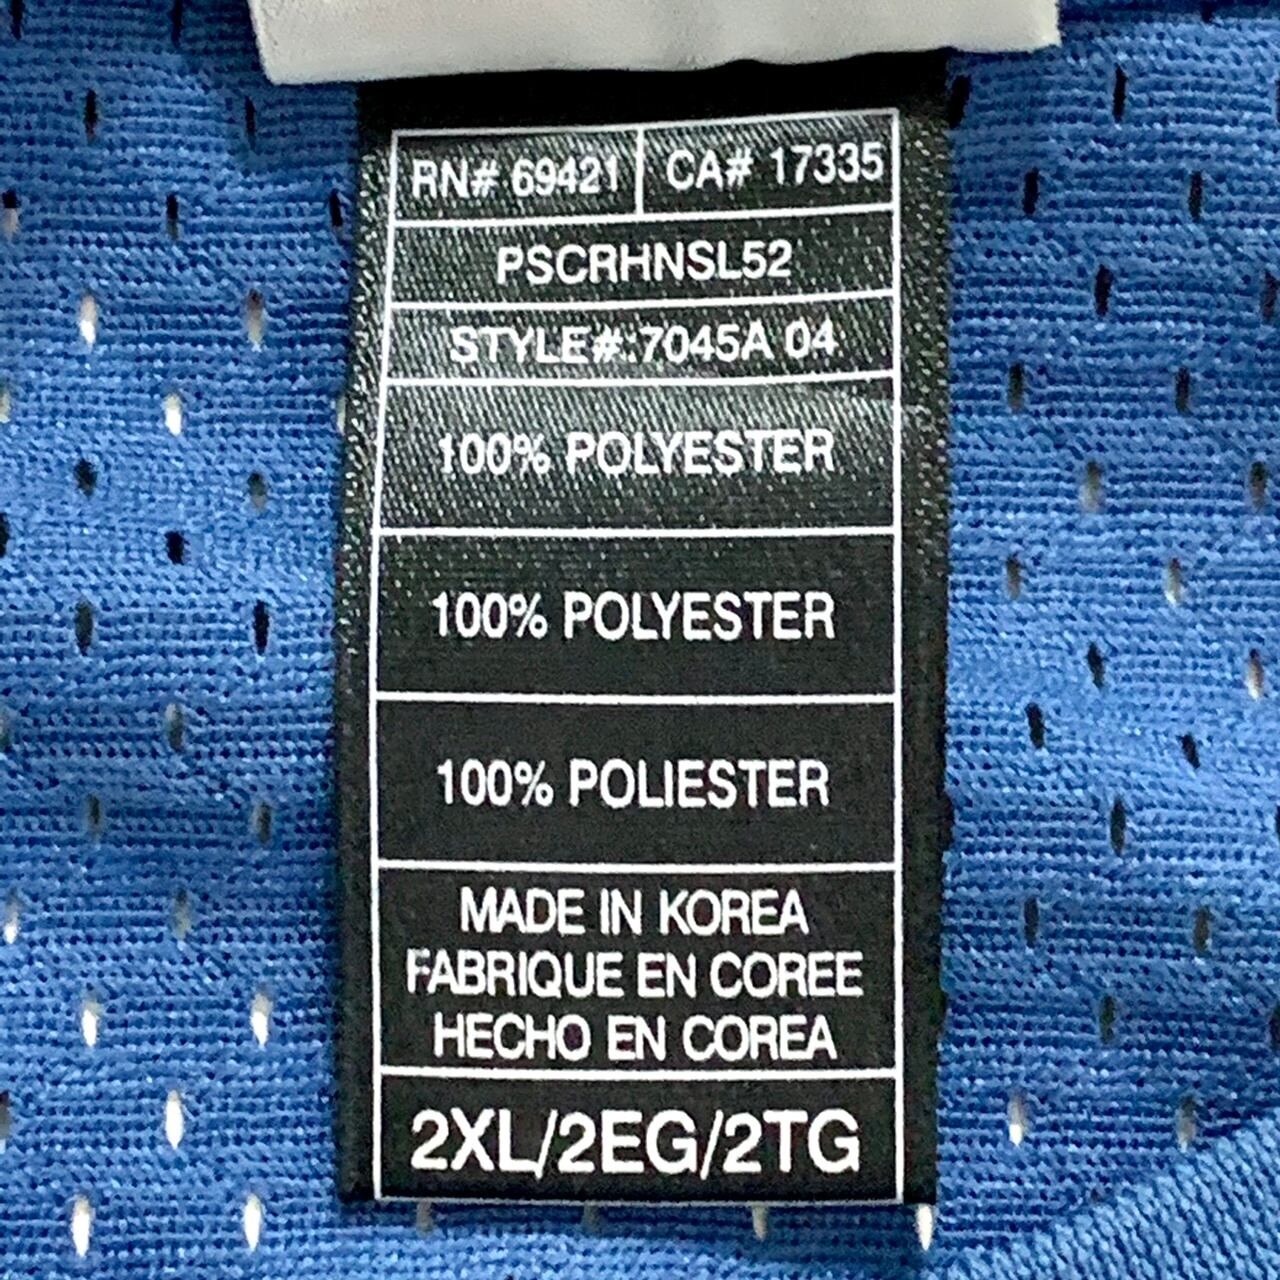 RN# 69421 CA# 17335
PSCRHNSL52
STYLE#:7045A 04
100% POLYESTER
100% POLYESTER
100% POLIESTER
MADE IN KOREA
FABRIQUE EN COREE
HECHO EN COREA
2XL/2EG/2TG